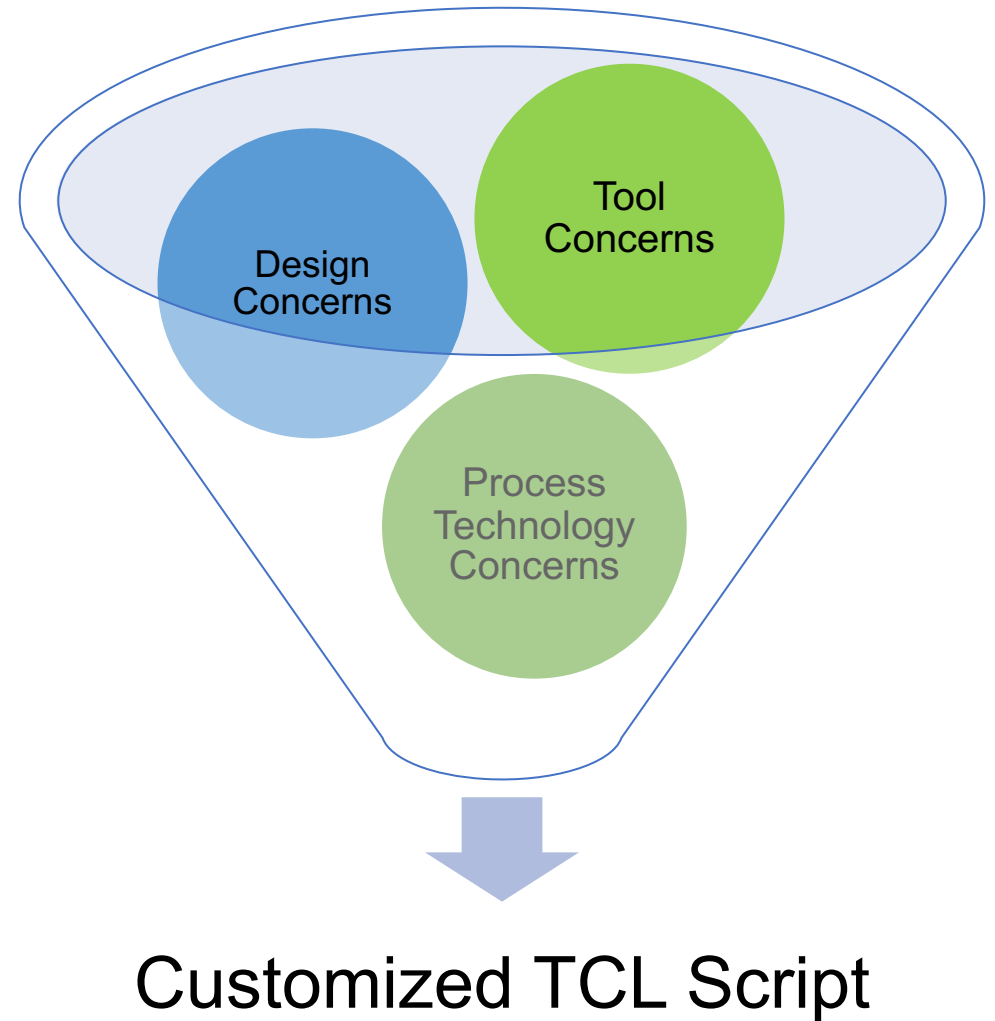 Tool
Concerns
Design
Concerns
Process
Technology
Concerns
Customized TCL Script